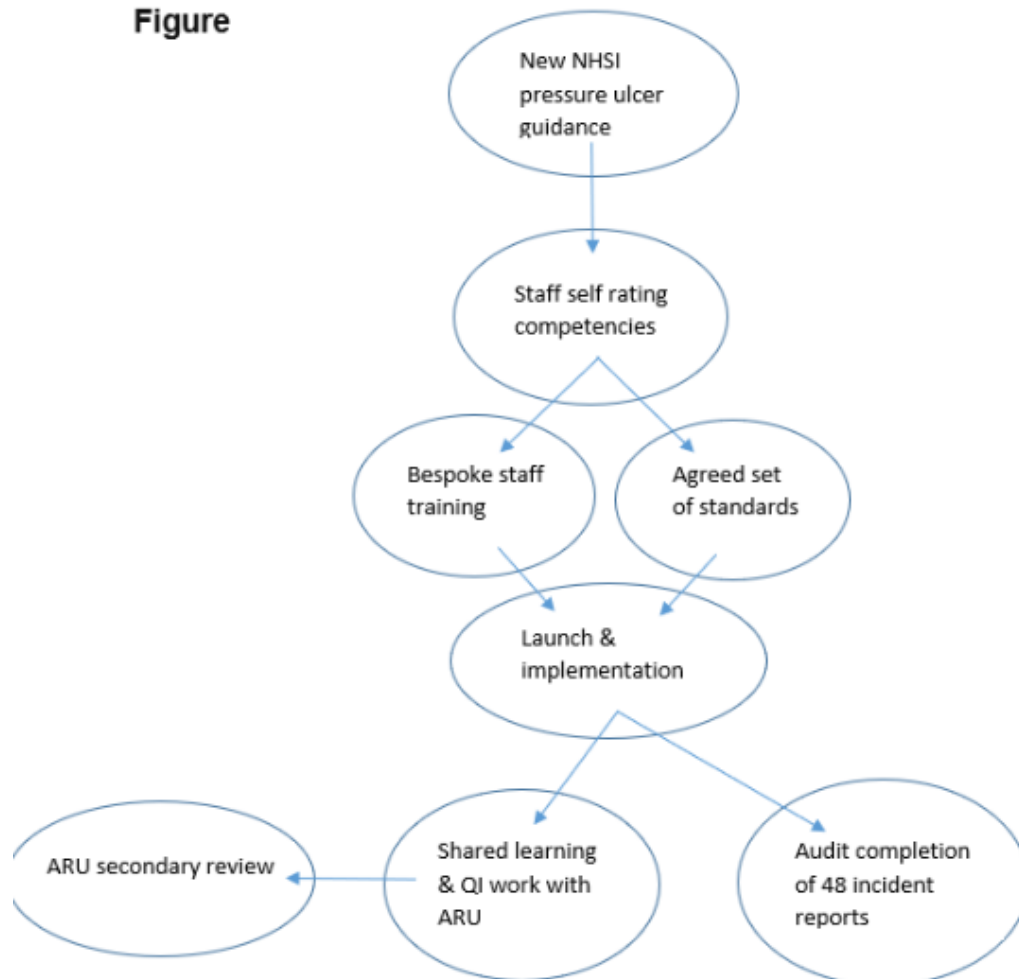 Figure
New NHSI
pressure ulcer
guidance
Staff self rating
competencies
Bespoke staff
training
Agreed set
of standards
Launch &
implementation
ARU secondary review
Shared learning
& QI work with
ARU
Audit completion
of 48 incident
reports